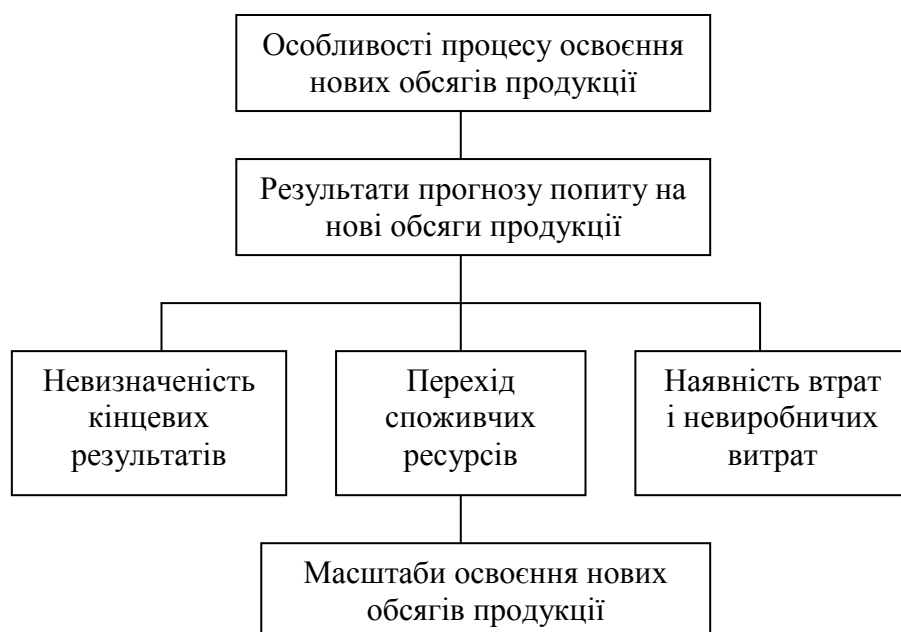 Особливості процесу освоєння
нових обсягів продукції
Результати прогнозу попиту на
нові обсяги продукції
Невизначеність
кінцевих
результатів
Перехід
споживчих
ресурсів
Наявність втрат
і невиробничих
витрат
Масштаби освоєння нових
обсягів продукції